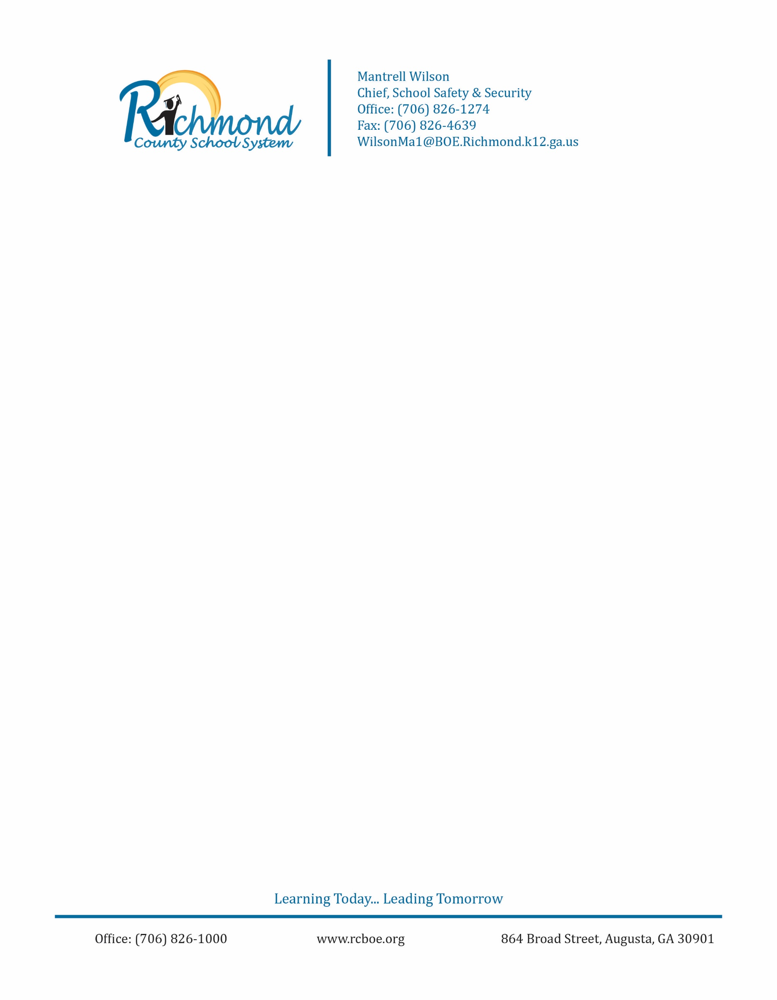 Richmond
County School System
Mantrell Wilson
Chief, School Safety & Security
Office: (706) 826-1274
Fax: (706) 826-4639
WilsonMa1@BOE.Richmond.k12.ga.us
Learning Today... Leading Tomorrow
Office: (706) 826-1000 www.rcboe.org 864 Broad Street, Augusta, GA 30901